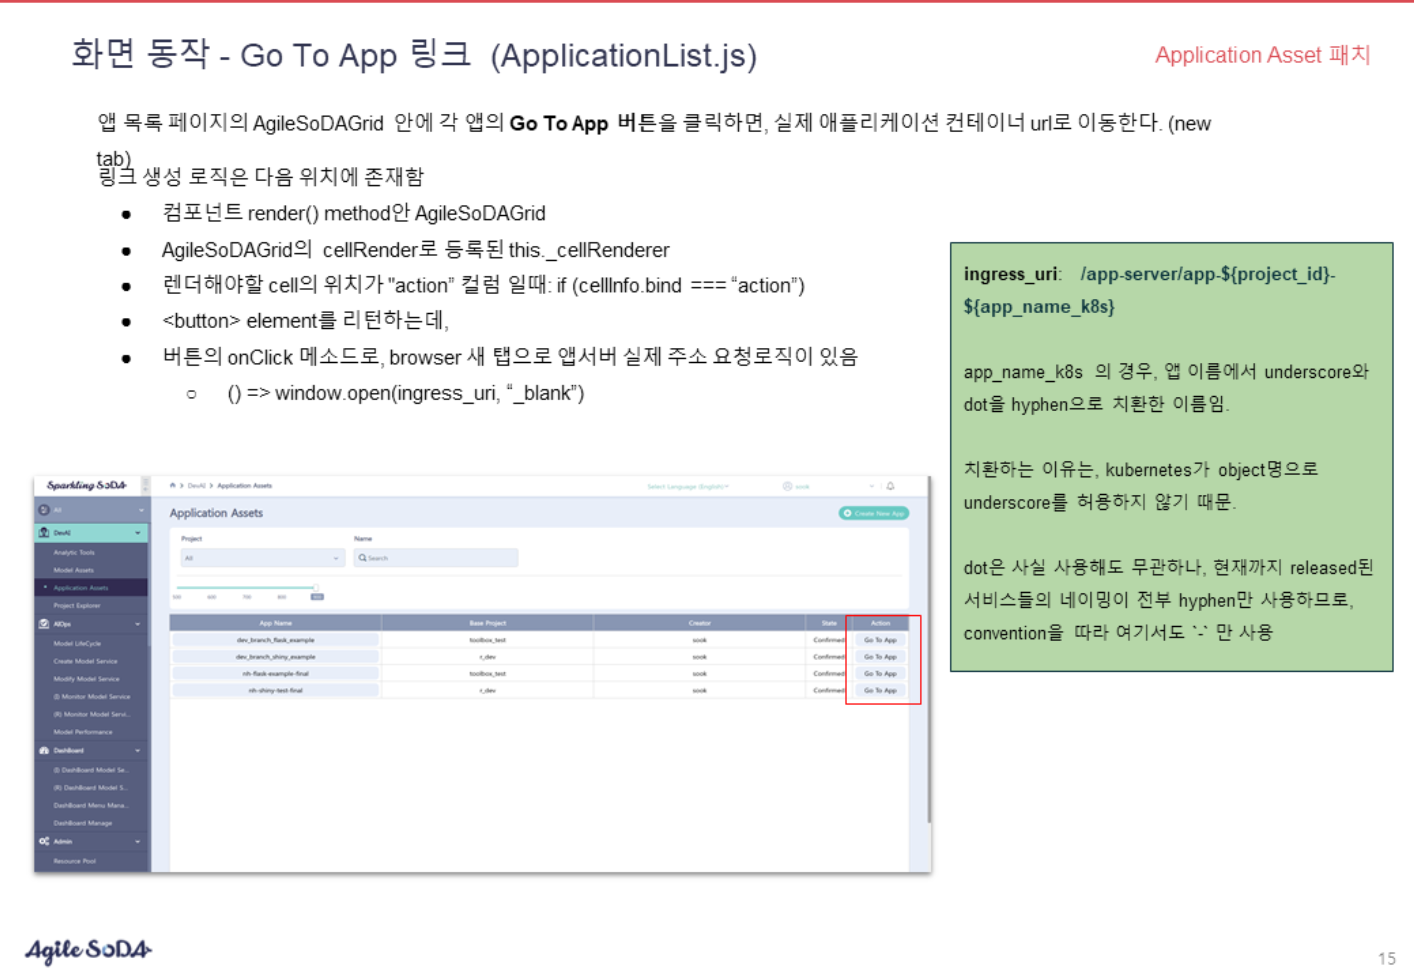 화면 동작 - Go To App 링크 (ApplicationList.js)
Application Asset 패치
앱 목록 페이지의 AgileSoDAGrid 안에 각 앱의 Go To App 버튼을 클릭하면, 실제 애플리케이션 컨테이너 url로 이동한다. (new
tab)
링크 생성 로직은 다음 위치에 존재함
● 컴포넌트 render() method안 AgileSoDAGrid
● AgileSoDAGrid의 cellRender로 등록된 this._cellRenderer
● 렌더해야할 cell의 위치가 "action” 컬럼 일때: if (cellInfo.bind === “action”)
● <button> element를 리턴하는데,
● 버튼의 onClick 메소드로, browser 새 탭으로 앱서버 실제 주소 요청로직이 있음
○ () => window.open(ingress_uri, “_blank”)
ingress_uri: /app-server/app-${project_id}-
${app_name_k8s}
app_name_k8s 의 경우, 앱 이름에서 underscore와
dot을 hyphen으로 치환한 이름임.
치환하는 이유는, kubernetes가 object명으로
underscore를 허용하지 않기 때문.
dot은 사실 사용해도 무관하나, 현재까지 released된
서비스들의 네이밍이 전부 hyphen만 사용하므로,
convention을 따라 여기서도 `-` 만 사용
Sparkling SoDA
DevAI > Application Assets
Select Language (English)
sook
All
DevAI
Analytic Tools
Model Assets
Application Assets
Project Explorer
AIOps
Model LifeCycle
Create Model Service
Modify Model Service
(I) Monitor Model Service
(R) Monitor Model Servi...
Model Performance
DashBoard
(I) DashBoard Model Se...
(R) DashBoard Model S...
DashBoard Menu Mana...
DashBoard Manage
Admin
Resource Pool
Application Assets
Create New App
Project
Name
All
Search
500 600 700 800
App Name Base Project Creator State Action
dev_branch_flask_example toolbox_test sook Confirmed Go To App
dev_branch_shiny_example r_dev sook Confirmed Go To App
nh-flask-example-final toolbox_test sook Confirmed Go To App
nh-shiny-test-final r_dev sook Confirmed Go To App
Agile SoDA
15